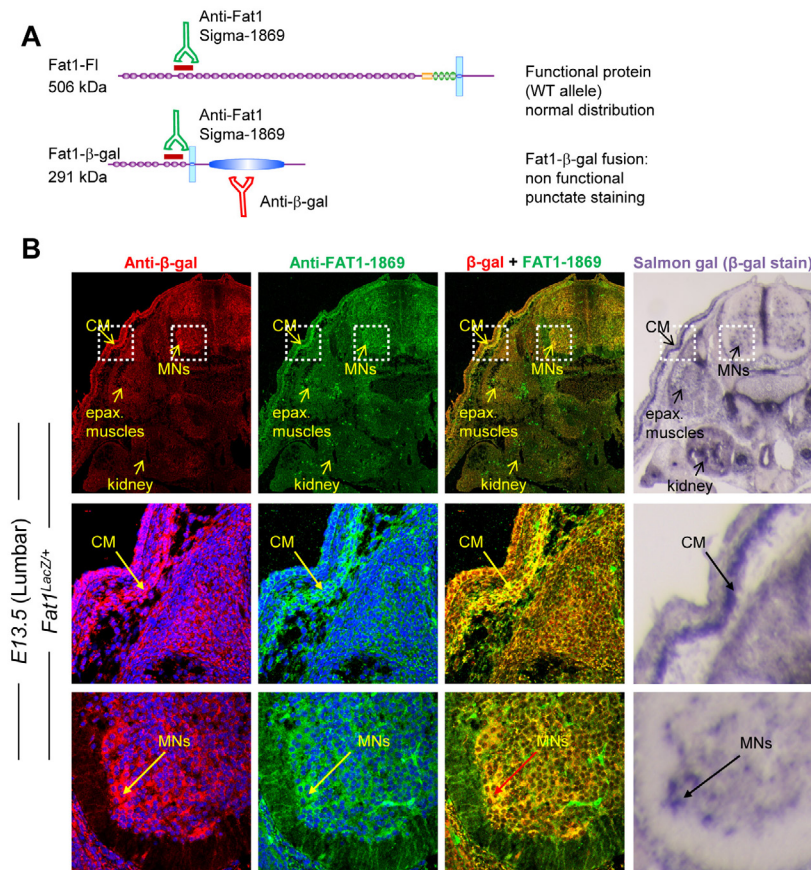 A
Anti-Fat1
Sigma-1869
Fat1-Fl
506 kDa
Functional protein
(WT allele)
normal distribution
Anti-Fat1
Sigma-1869
Fat1-β-gal
291 kDa
Anti-β-gal
Fat1-β-gal fusion:
non functional
punctate staining
B
Anti-β-gal
Anti-FAT1-1869
β-gal + FAT1-1869
Salmon gal (β-gal stain)
E13.5 (Lumbar)
Fat1LacZ/+
CM
MNs
epax.
muscles
kidney
CM
MNs
epax.
muscles
kidney
CM
MNs
epax.
muscles
kidney
CM
MNs
epax.
muscles
kidney
CM
CM
CM
CM
MNs
MNs
MNs
MNs